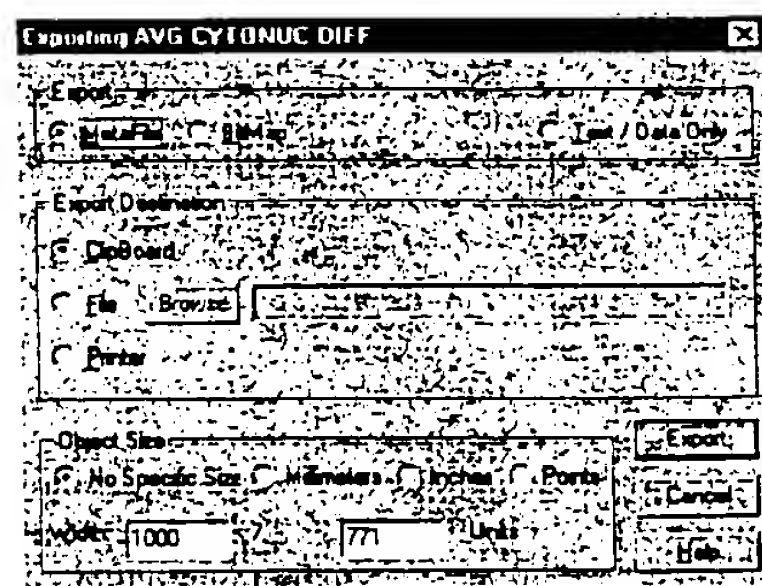 Exporting AVG CYTONUC DIFF
Export
MetaFile BitMap Text / Data Only
Export Destination
ClipBoard
File Browse
Printer
Object Size
Export
No Specific Size Millimeters Inches Points
Cancel
1000 / 771 Units
Help